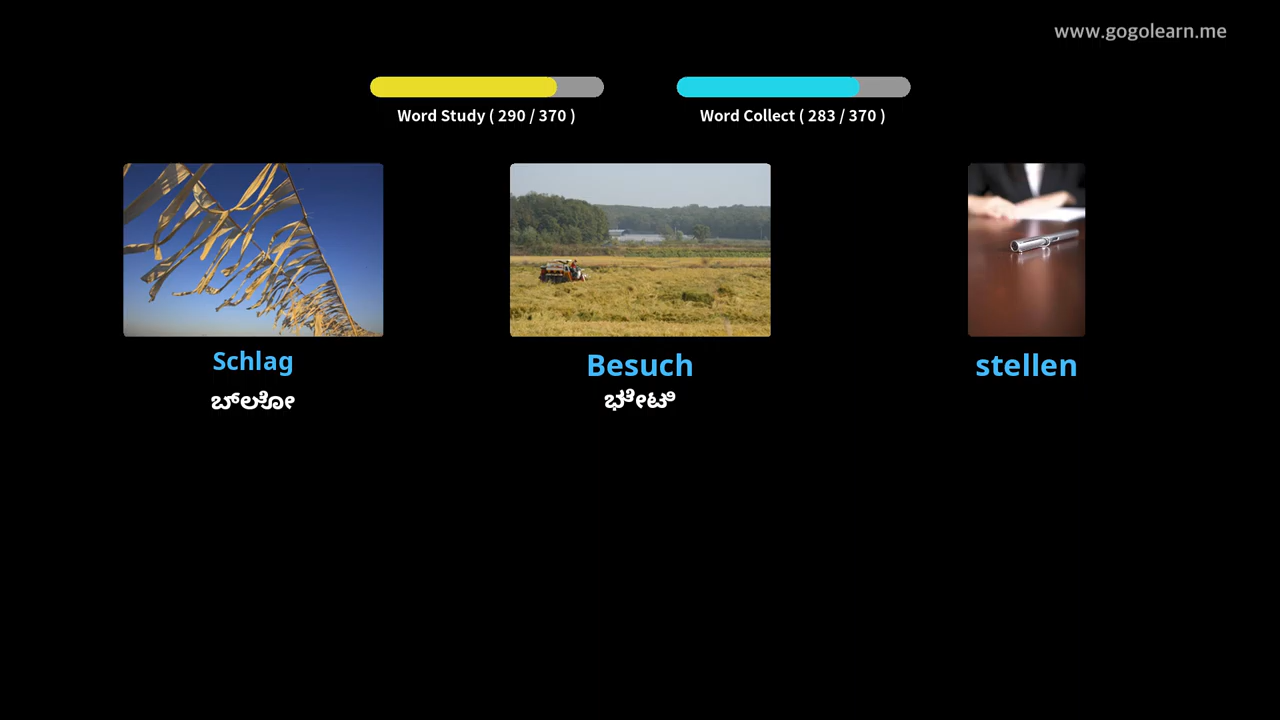 www.gogolearn.me
Word Study ( 290 / 370 )
Word Collect ( 283 / 370 )
Schlag
ಬ್ಲೋ
Besuch
ಭೇಟಿ
stellen